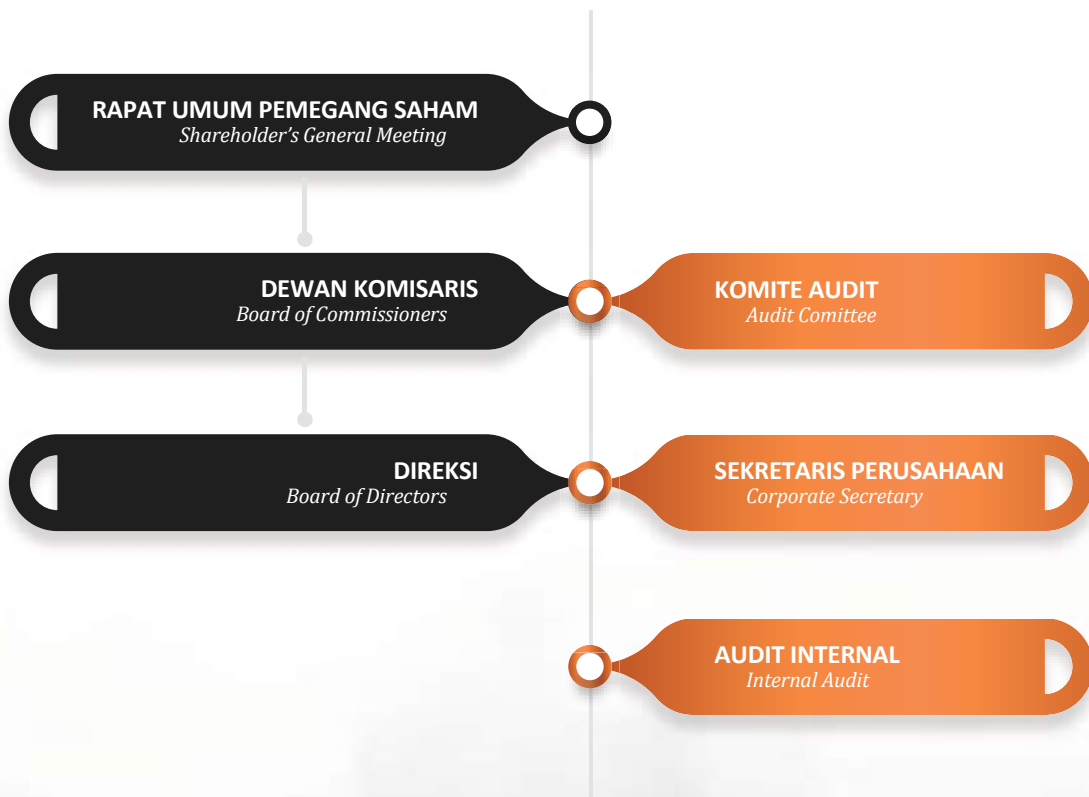 RAPAT UMUM PEMEGANG SAHAM
Shareholder's General Meeting
DEWAN KOMISARIS
Board of Commissioners
KOMITE AUDIT
Audit Comittee
DIREKSI
Board of Directors
SEKRETARIS PERUSAHAAN
Corporate Secretary
AUDIT INTERNAL
Internal Audit